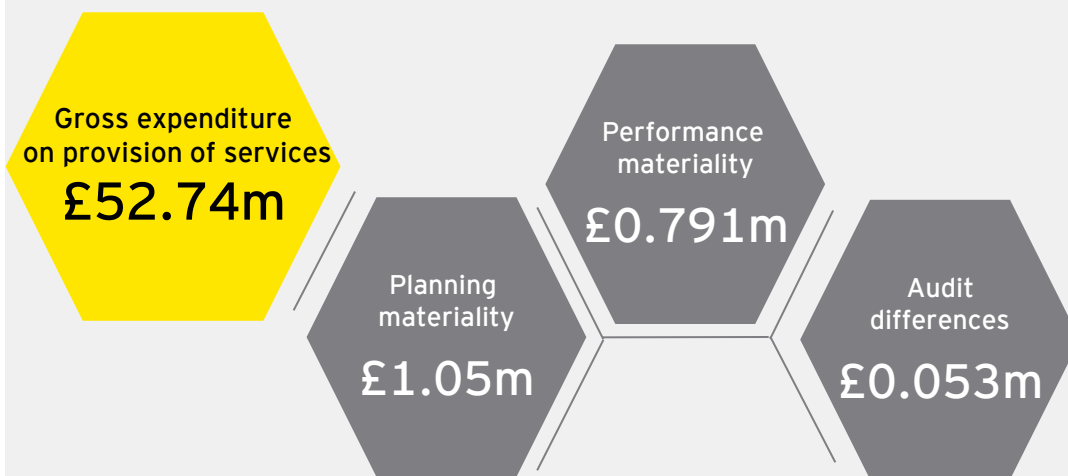 Gross expenditure
on provision of services
£52.74m
Planning
materiality
£1.05m
Performance
materiality
£0.791m
Audit
differences
£0.053m